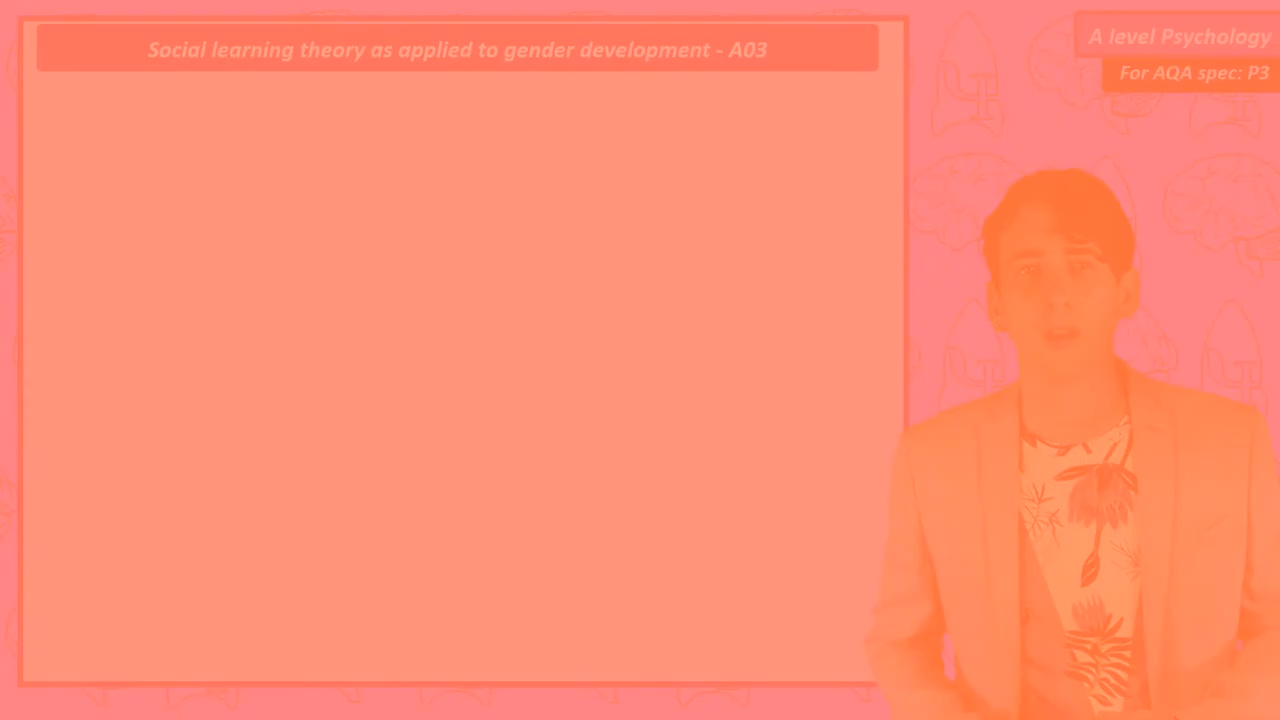 Social learning theory as applied to gender development - A03
A level Psychology
For AQA spec: P3